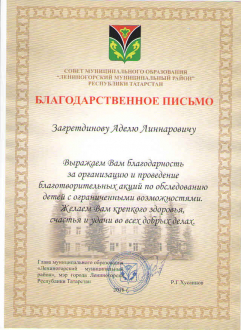 СОВЕТ МУНИЦИПАЛЬНОГО ОБРАЗОВАНИЯ
"ЛЕНИНОГОРСКИЙ МУНИЦИПАЛЬНЫЙ РАЙОН"
РЕСПУБЛИКИ ТАТАРСТАН
БЛАГОДАРСТВЕННОЕ ПИСЬМО
Загретдинову Аделю Линнаровичу
Выражаем Вам благодарность
за организацию и проведение
благотворительных акций по обследованию
детей с ограниченными возможностями.
Желаем Вам крепкого здоровья,
счастья и удачи во всех добрых делах.
Глава муниципального образования
«Лениногорский муниципальный
район», мэр города Лениногорска
Республики Татарстан
Р.Г.Хусаинов